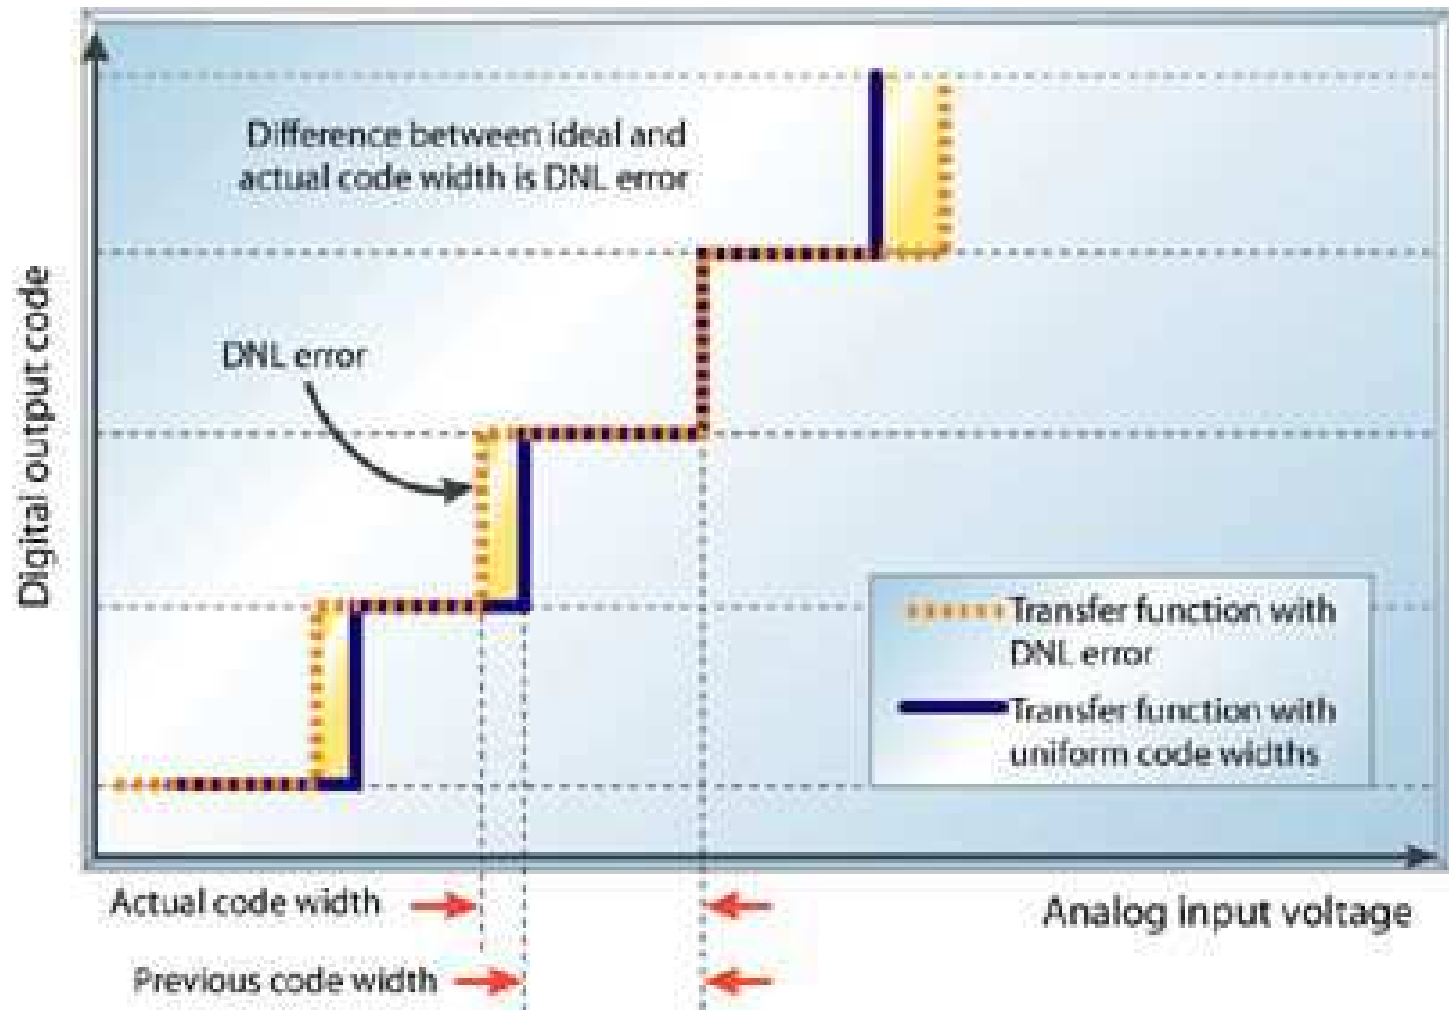 Difference between ideal and
actual code width is DNL error
Digital output code
DNL error
Transfer function with
DNL error
Transfer function with
uniform code widths
Actual code width
Analog input voltage
Previous code width